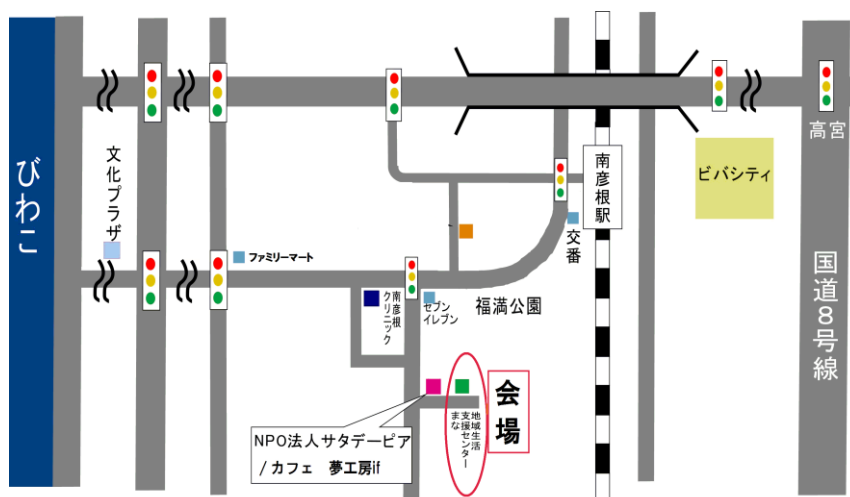 高宮
びわこ
文化プラザ
南彦根駅
ビバシティ
交番
ファミリーマート
国道8号線
南彦根
クリニック
セブン
イレブン
福満公園
会場
地域生活
支援センター
まな
NPO法人サタデーピア
/ カフェ 夢工房if